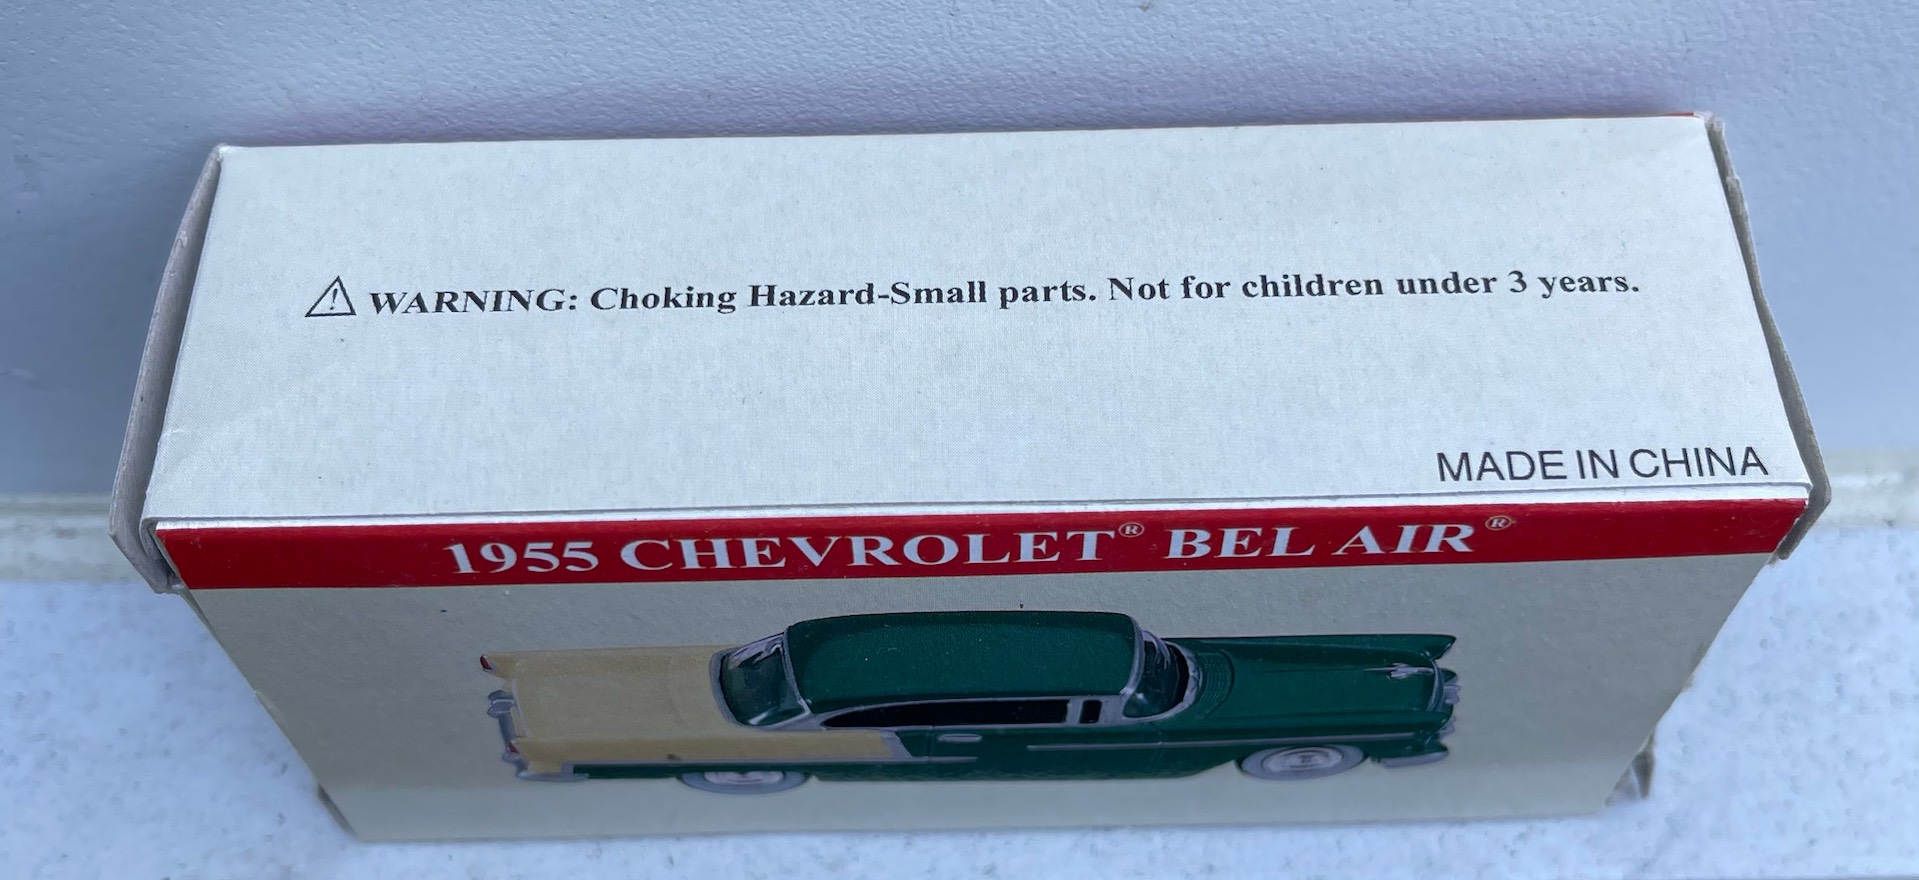 ⚠ WARNING: Choking Hazard-Small parts. Not for children under 3 years.
MADE IN CHINA
1955 CHEVROLET® BEL AIR®